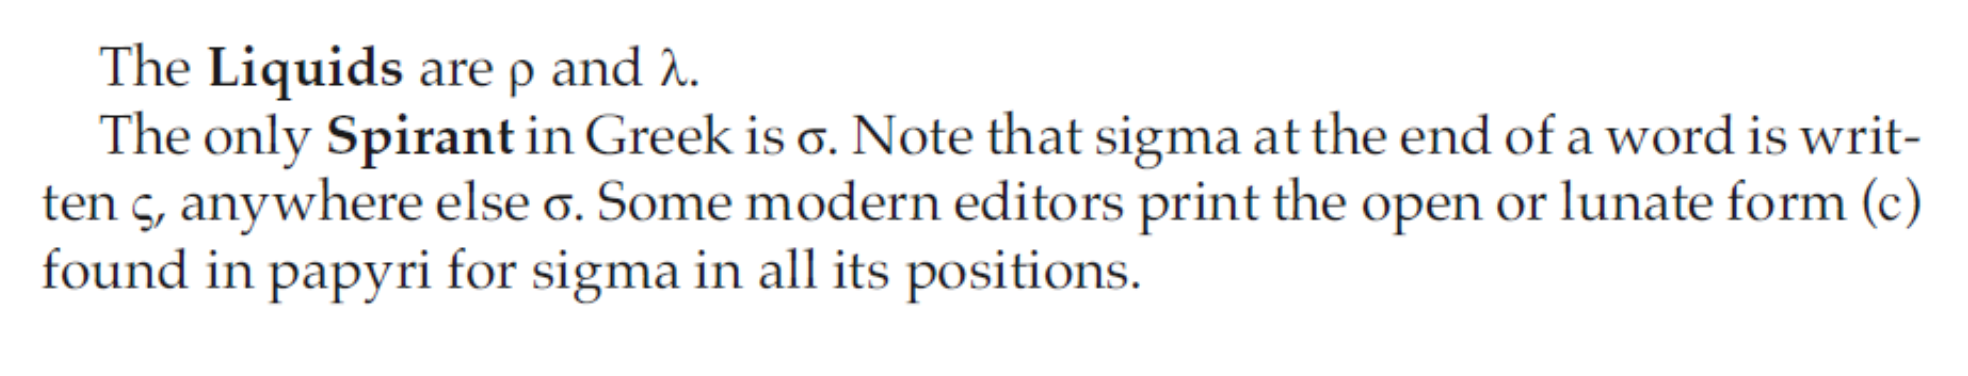 The Liquids are ρ and λ.
The only Spirant in Greek is σ. Note that sigma at the end of a word is writ-
ten ς, anywhere else σ. Some modern editors print the open or lunate form (c)
found in papyri for sigma in all its positions.